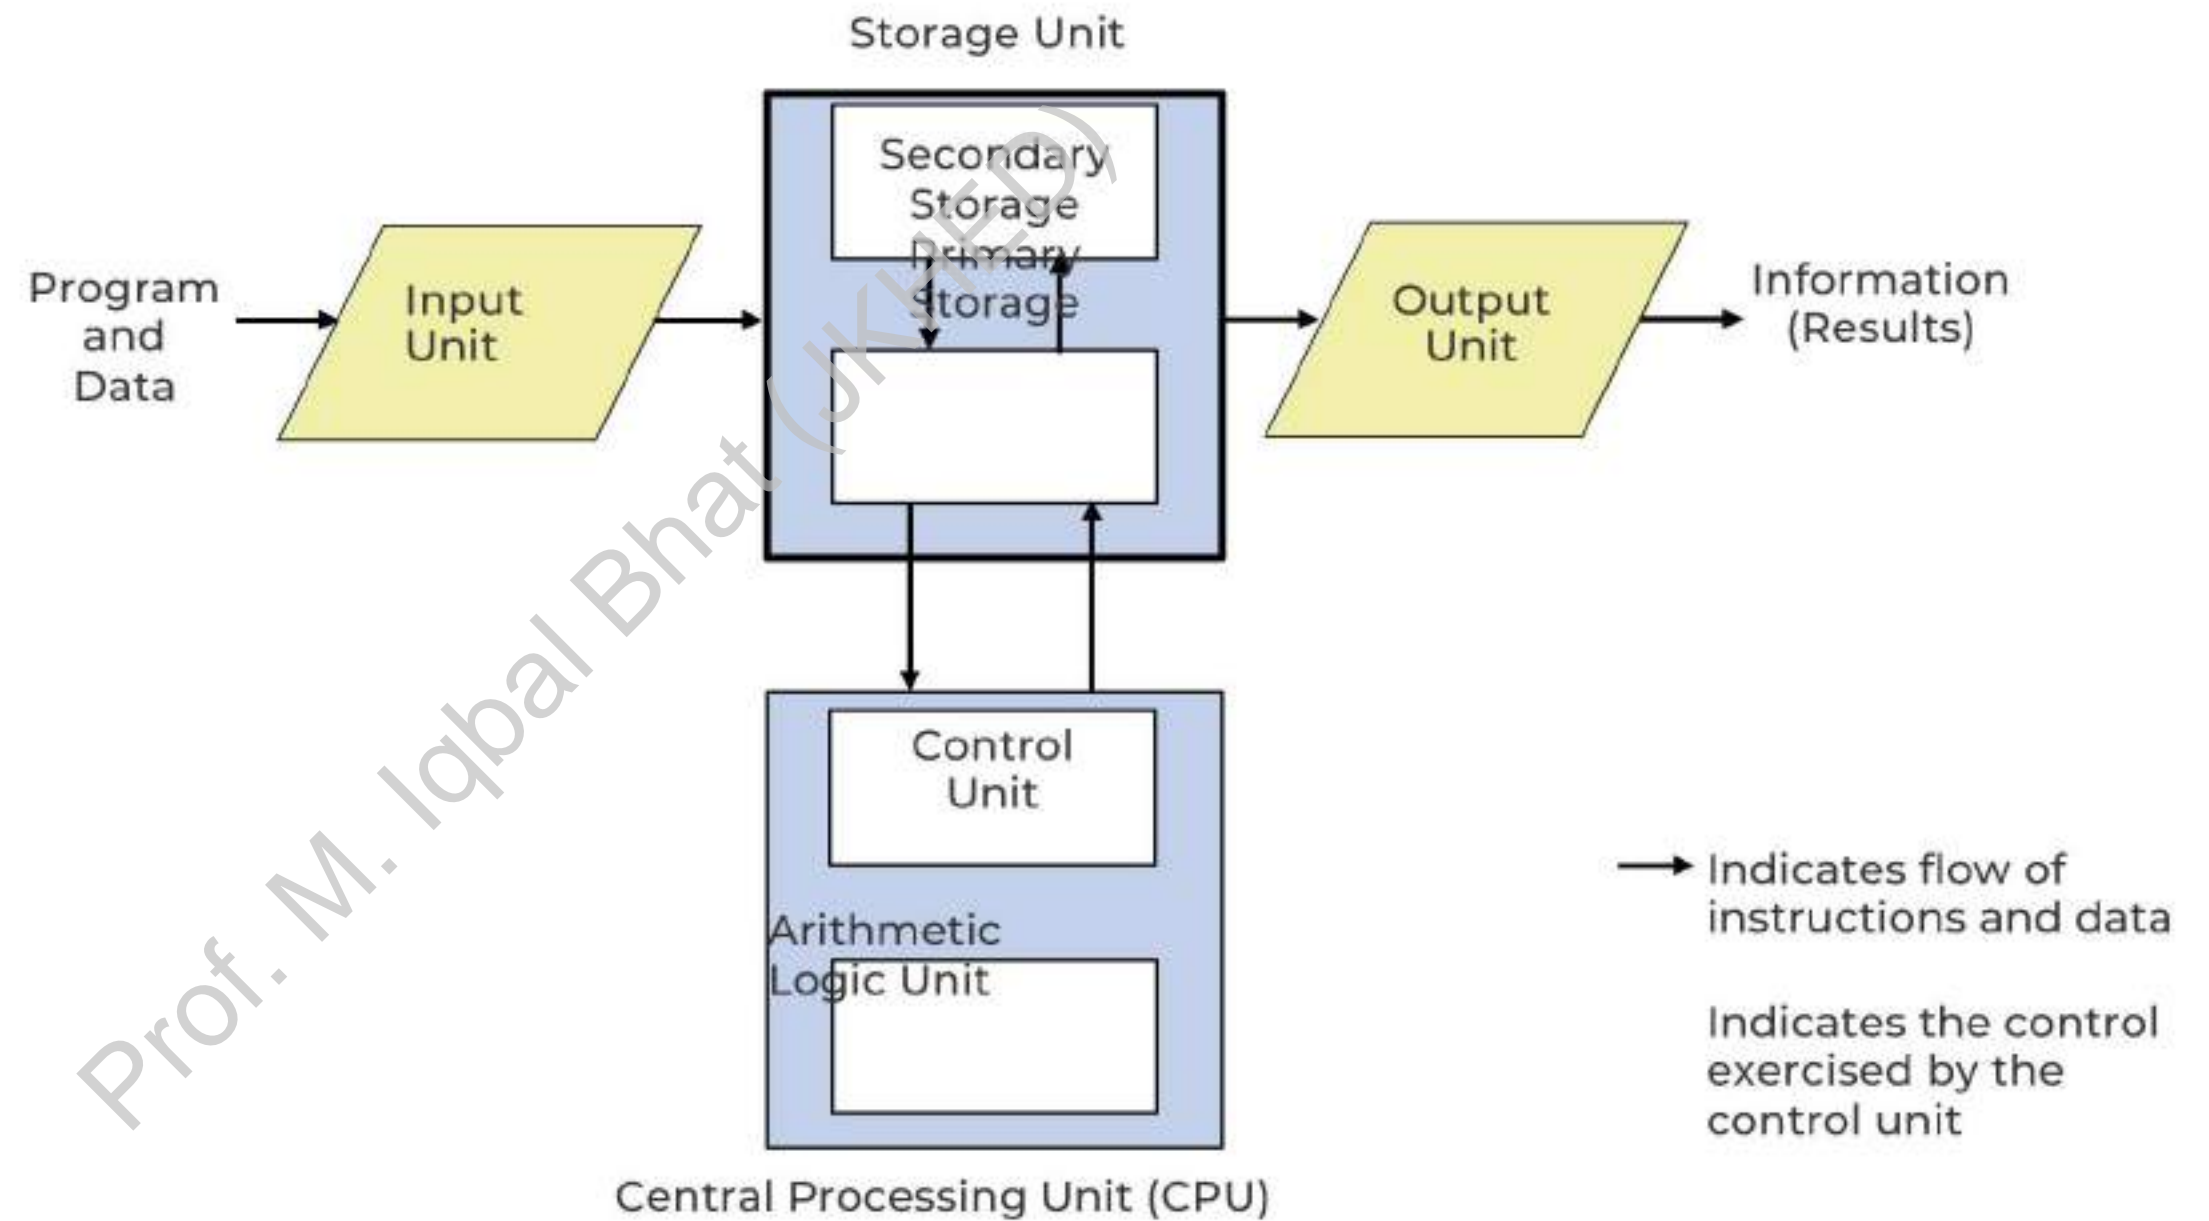 Storage Unit
Program
and
Data
Input
Unit
Secondary
Storage
Primary
Storage
Output
Unit
Information
(Results)
Control
Unit
Arithmetic
Logic Unit
Central Processing Unit (CPU)
Indicates flow of
instructions and data
Indicates the control
exercised by the
control unit
Prof. M. Iqbal Bhat (JKHED)